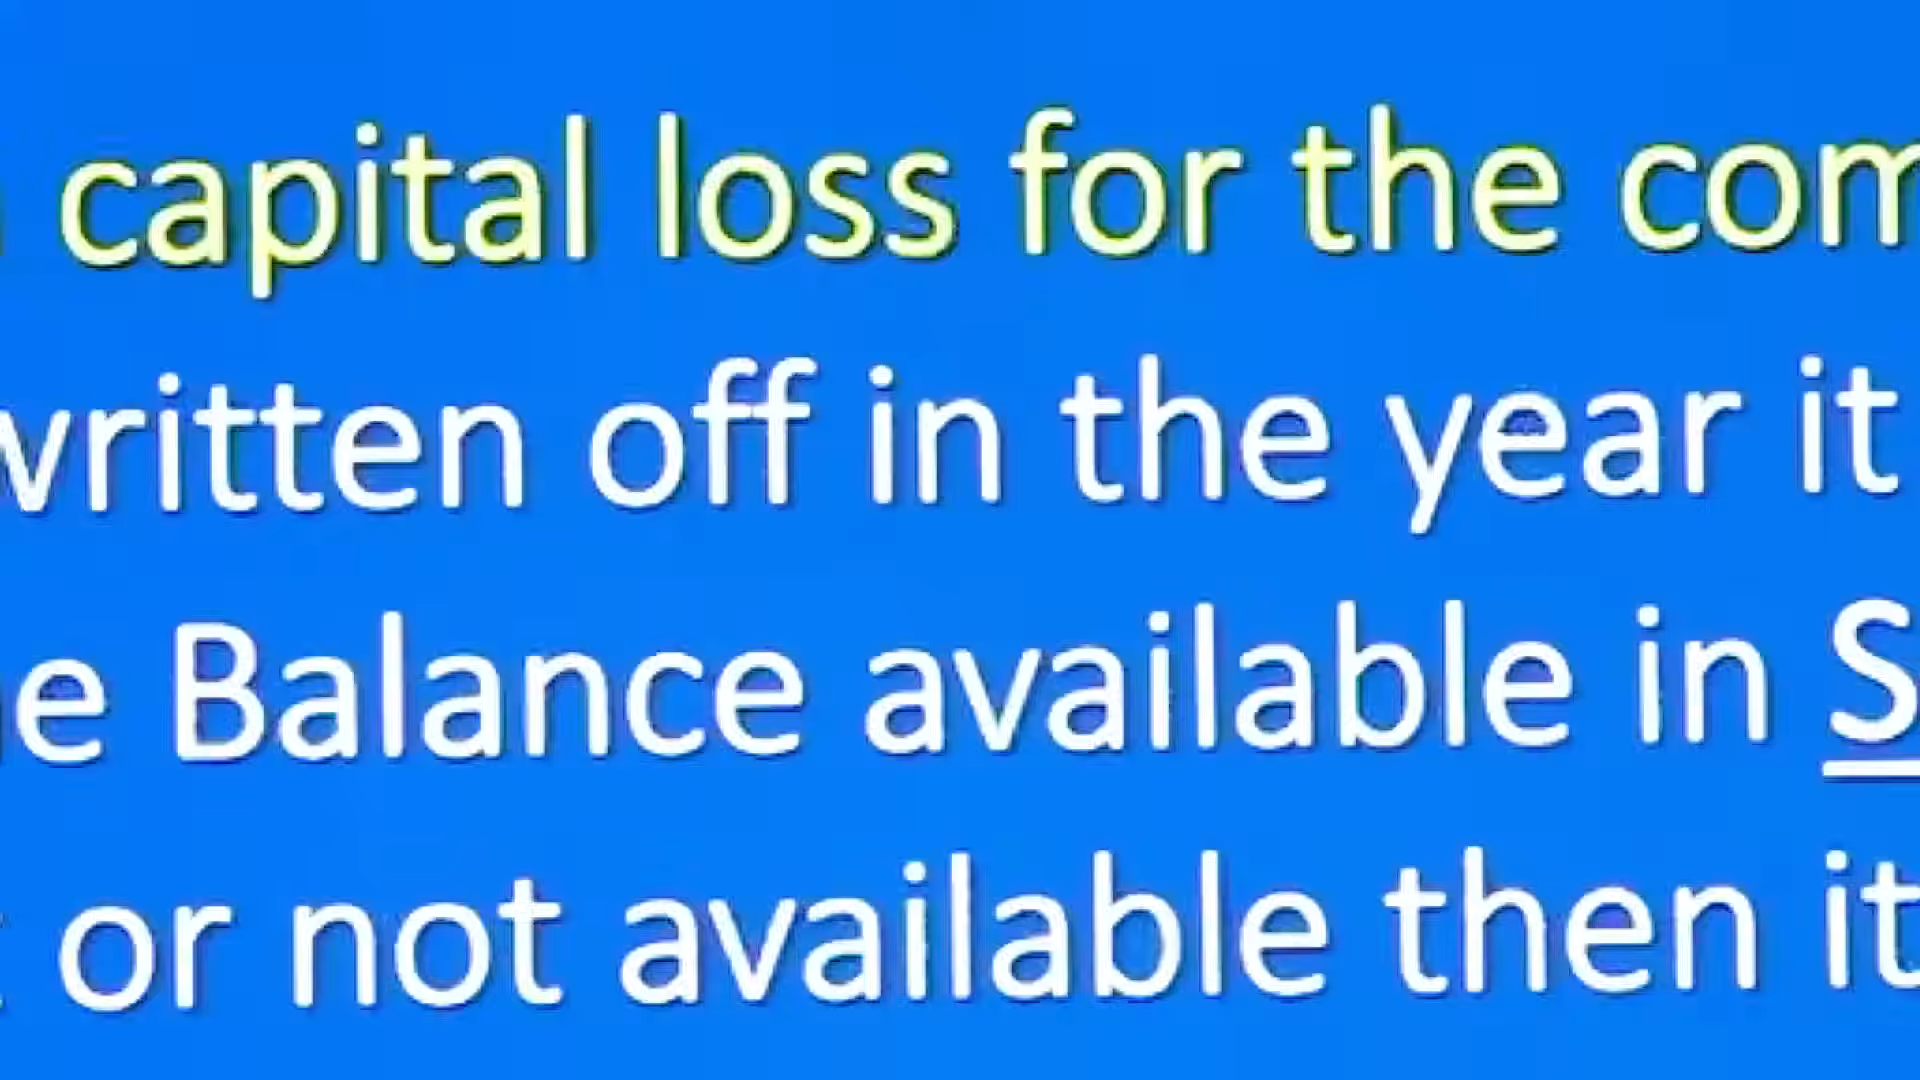 capital loss for the com
written off in the year it
e Balance available in S
or not available then it